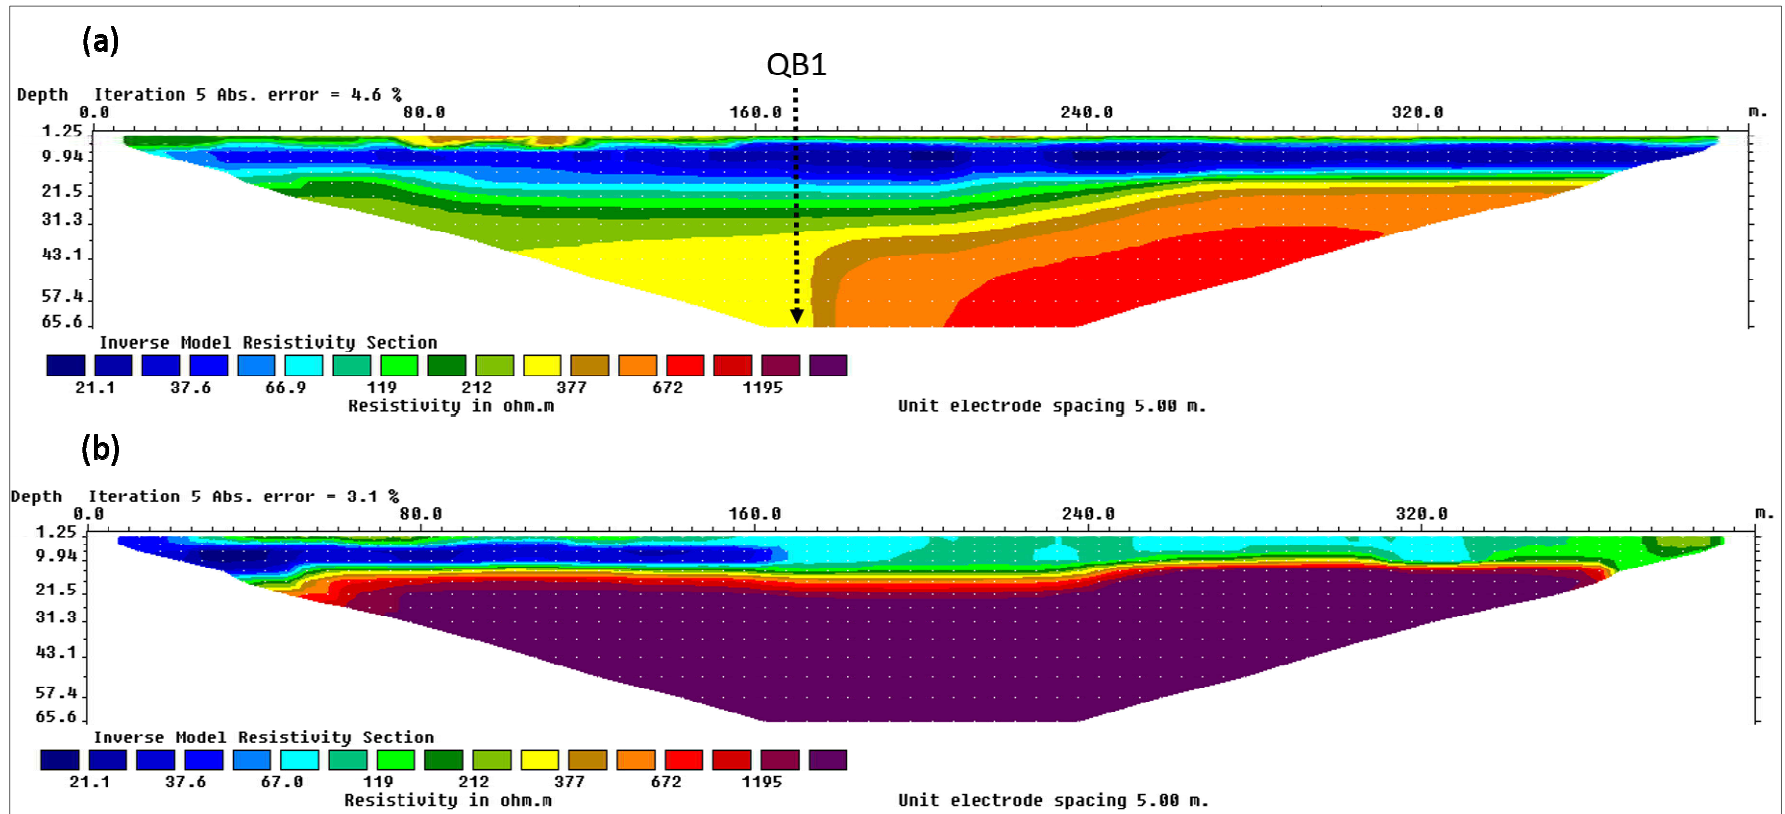 (a)
QB1
Depth Iteration 5 Abs. error = 4.6 %
0.0 80.0 160.0 240.0 320.0 m.
1.25
9.94
21.5
31.3
43.1
57.4
65.6
Inverse Model Resistivity Section
21.1 37.6 66.9 119 212 377 672 1195
Resistivity in ohm.m Unit electrode spacing 5.00 m.
(b)
Depth Iteration 5 Abs. error = 3.1 %
0.0 80.0 160.0 240.0 320.0 m.
1.25
9.94
21.5
31.3
43.1
57.4
65.6
Inverse Model Resistivity Section
21.1 37.6 67.0 119 212 377 672 1195
Resistivity in ohm.m Unit electrode spacing 5.00 m.